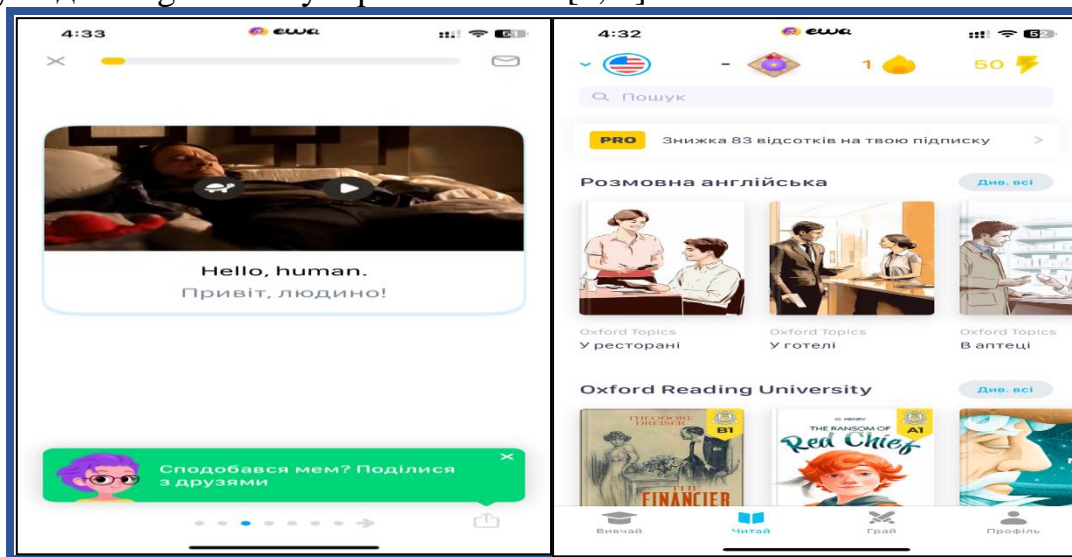 4:33
ewa
51
Hello, human.
Привіт, людино!
Сподобався мем? Поділися
з друзями
4:32
ewa
52
-
1
50
Пошук
PRO
Знижка 83 відсотків на твою підписку
Розмовна англійська
Див. всі
Oxford Topics
У ресторані
Oxford Topics
У готелі
Oxford Topics
В аптеці
Oxford Reading University
Див. всі
THEODORE
DREISER
B1
THE
FINANCIER
O. HENRY
THE RANSOM OF
Red Chief
A1
Вивчай
Читай
Грай
Профіль